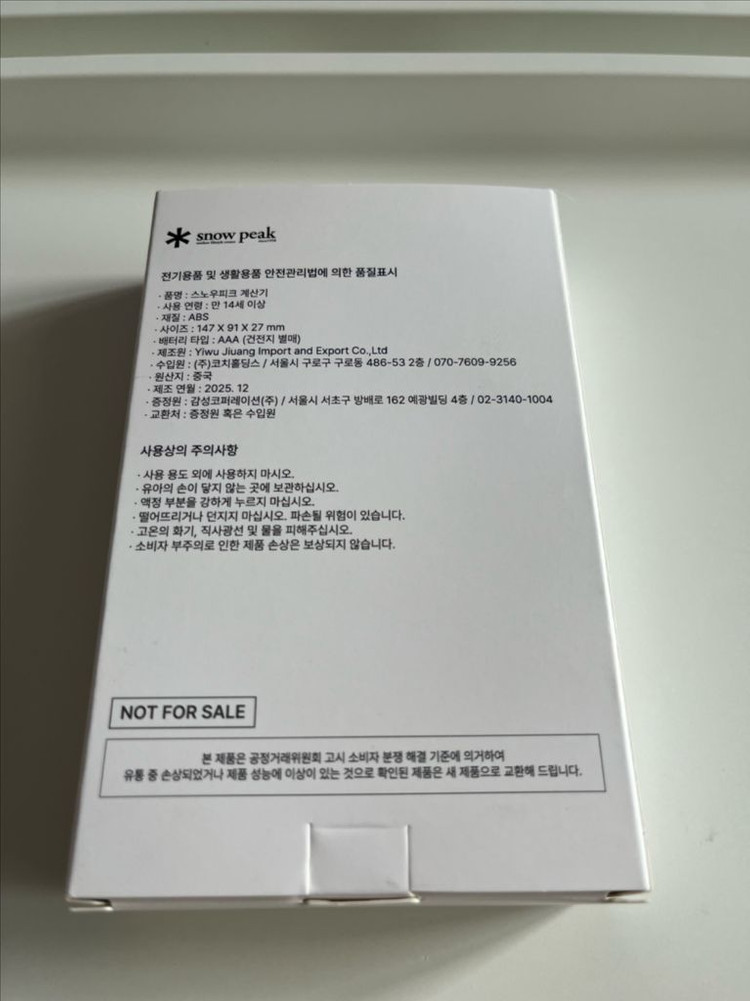 snow peak
전기용품 및 생활용품 안전관리법에 의한 품질표시
· 품명 : 스노우피크 계산기
· 사용 연령 : 만 14세 이상
· 재질 : ABS
· 사이즈 : 147 X 91 X 27 mm
· 배터리 타입 : AAA (건전지 별매)
· 제조원 : Yiwu Jiuang Import and Export Co.,Ltd
· 수입원 : (주)코치홀딩스 / 서울시 구로구 구로동 486-53 2층 / 070-7609-9256
· 원산지 : 중국
· 제조 연월 : 2025. 12
· 증정원 : 감성코퍼레이션(주) / 서울시 서초구 방배로 162 예광빌딩 4층 / 02-3140-1004
· 교환처 : 증정원 혹은 수입원
사용상의 주의사항
· 사용 용도 외에 사용하지 마시오.
· 유아의 손이 닿지 않는 곳에 보관하십시오.
· 액정 부분을 강하게 누르지 마십시오.
· 떨어뜨리거나 던지지 마십시오. 파손될 위험이 있습니다.
· 고온의 화기, 직사광선 및 물을 피해주십시오.
· 소비자 부주의로 인한 제품 손상은 보상되지 않습니다.
NOT FOR SALE
본 제품은 공정거래위원회 고시 소비자 분쟁 해결 기준에 의거하여
유통 중 손상되었거나 제품 성능에 이상이 있는 것으로 확인된 제품은 새 제품으로 교환해 드립니다.